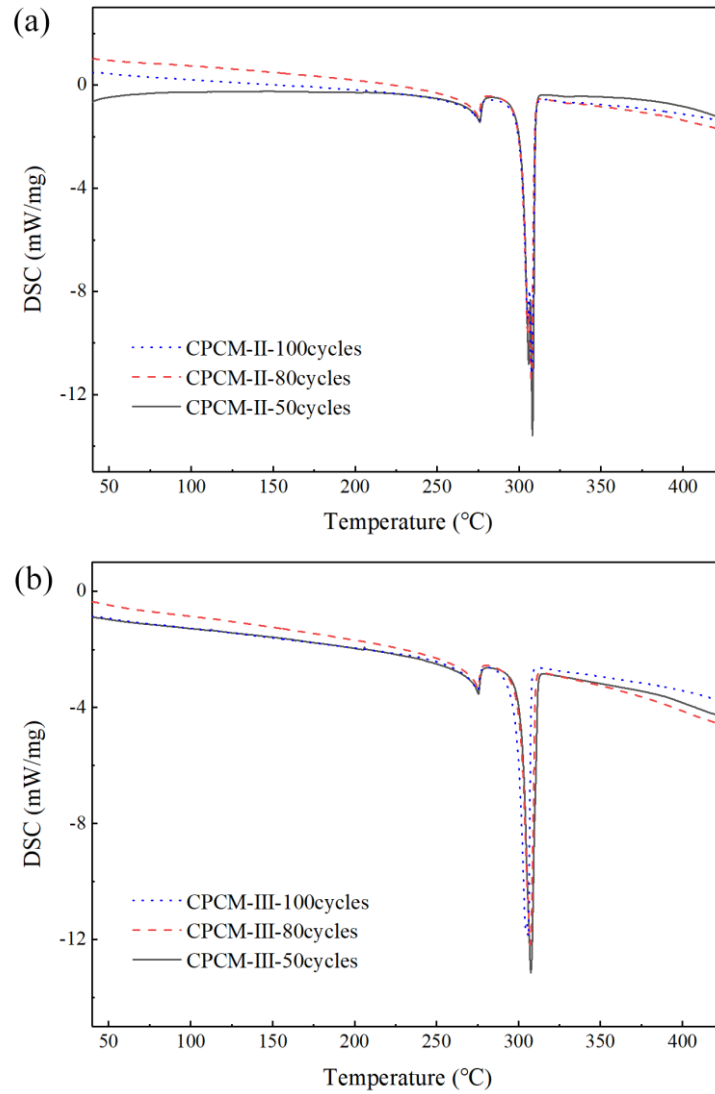 (a)
0
-4
-8
-12
DSC (mW/mg)
CPCM-II-100cycles
CPCM-II-80cycles
CPCM-II-50cycles
50 100 150 200 250 300 350 400
Temperature (℃)
(b)
0
-4
-8
-12
DSC (mW/mg)
CPCM-III-100cycles
CPCM-III-80cycles
CPCM-III-50cycles
50 100 150 200 250 300 350 400
Temperature (℃)